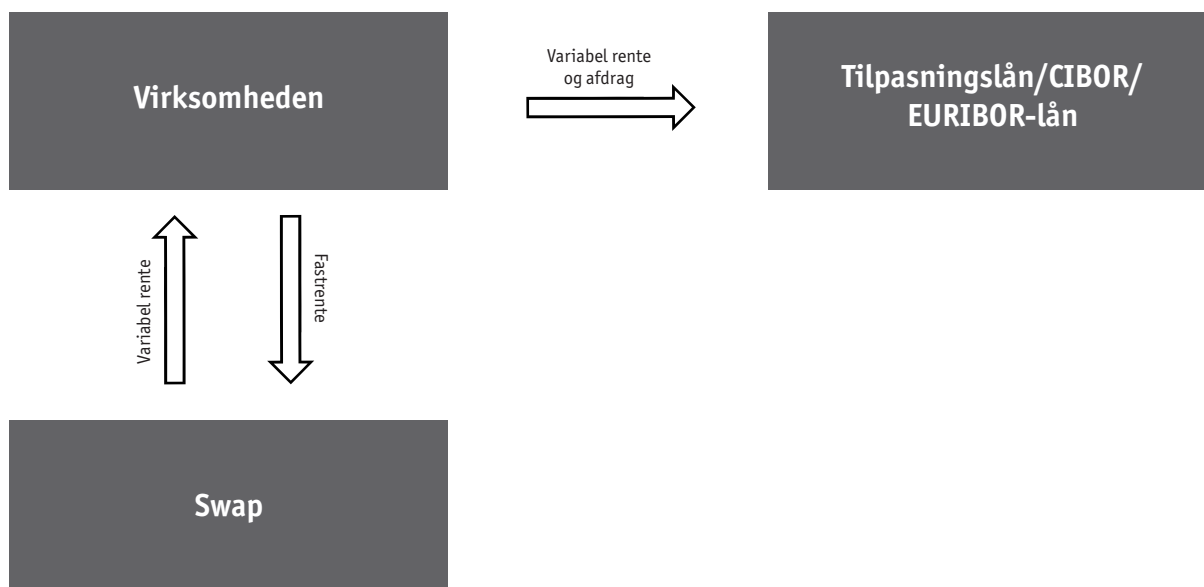 Virksomheden
Variabel rente
og afdrag
Tilpasningslån/CIBOR/
EURIBOR-lån
Variabel rente
Fastrente
Swap